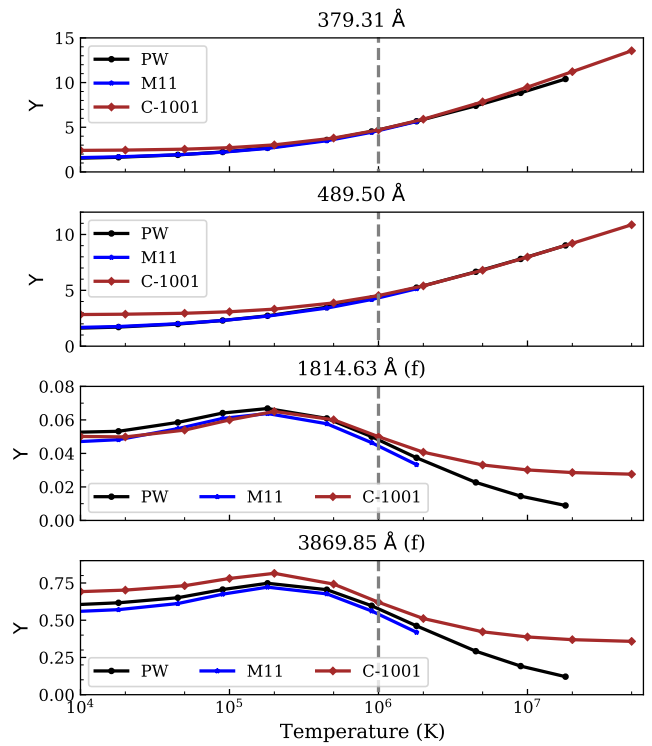 379.31 Å
15
10
5
0
Y
PW
M11
C-1001
489.50 Å
10
5
0
Y
PW
M11
C-1001
1814.63 Å (f)
0.08
0.06
0.04
0.02
0.00
Y
PW M11 C-1001
3869.85 Å (f)
0.75
0.50
0.25
0.00
Y
PW M11 C-1001
10⁴ 10⁵ 10⁶ 10⁷
Temperature (K)